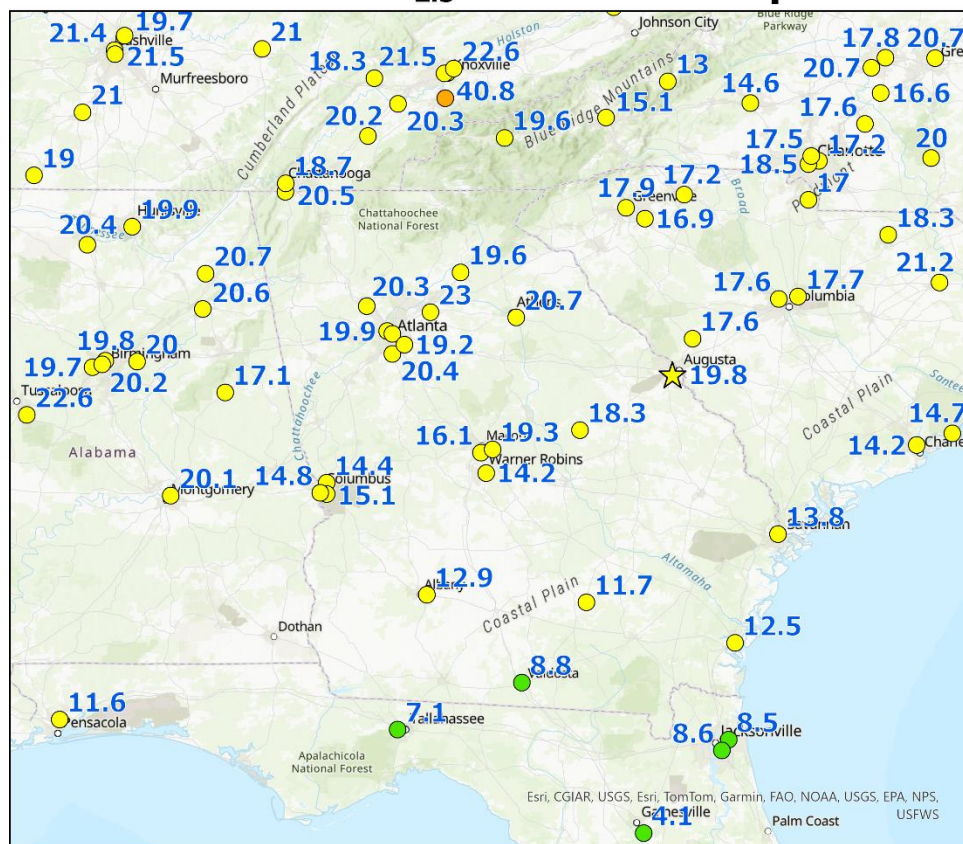 2.5
Johnson City
Blue Ridge
Parkway
Holston
21.4
19.7
21.5
Murfreesboro
21
18.3
21.5
22.6
Knoxville
40.8
20.3
13
Blue Ridge Mountains
15.1
14.6
17.8
20.7
20.7
16.6
17.6
21
Cumberland Plateau
20.2
19.6
17.5
17.2
Charlotte
18.5
20
19
18.7
Chattanooga
20.5
17.9
17.2
Greenville
16.9
Broad
Piedmont
17
Chattahoochee
National Forest
19.9
Huntsville
20.4
18.3
20.7
19.6
21.2
20.6
20.3
23
20.7
Athens
17.6
17.7
Columbia
19.9
Atlanta
19.2
20.4
17.6
Augusta
19.8
19.8
20
Birmingham
19.7
20.2
Coastal Plain
Santee
22.6
17.1
Chattahoochee
18.3
14.7
14.2
Alabama
16.1
19.3
Warner Robins
14.2
20.1
Montgomery
14.8
14.4
Columbus
15.1
13.8
Savannah
Altamaha
12.9
Albany
Coastal Plain
11.7
Dothan
12.5
8.8
Valdosta
11.6
Pensacola
7.1
Tallahassee
8.5
8.6
Jacksonville
Apalachicola
National Forest
Esri, CGIAR, USGS, Esri, TomTom, Garmin, FAO, NOAA, USGS, EPA, NPS,
USFWS
Gainesville
4.1
Palm Coast